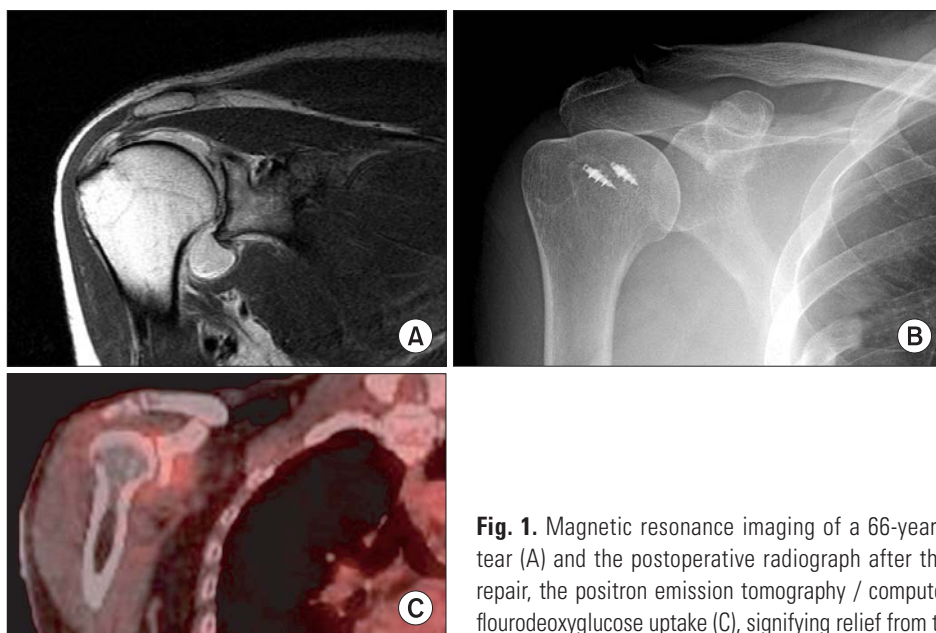 A
B
C
Fig. 1. Magnetic resonance imaging of a 66-year
tear (A) and the postoperative radiograph after th
repair, the positron emission tomography / compute
flourodeoxyglucose uptake (C), signifying relief from t